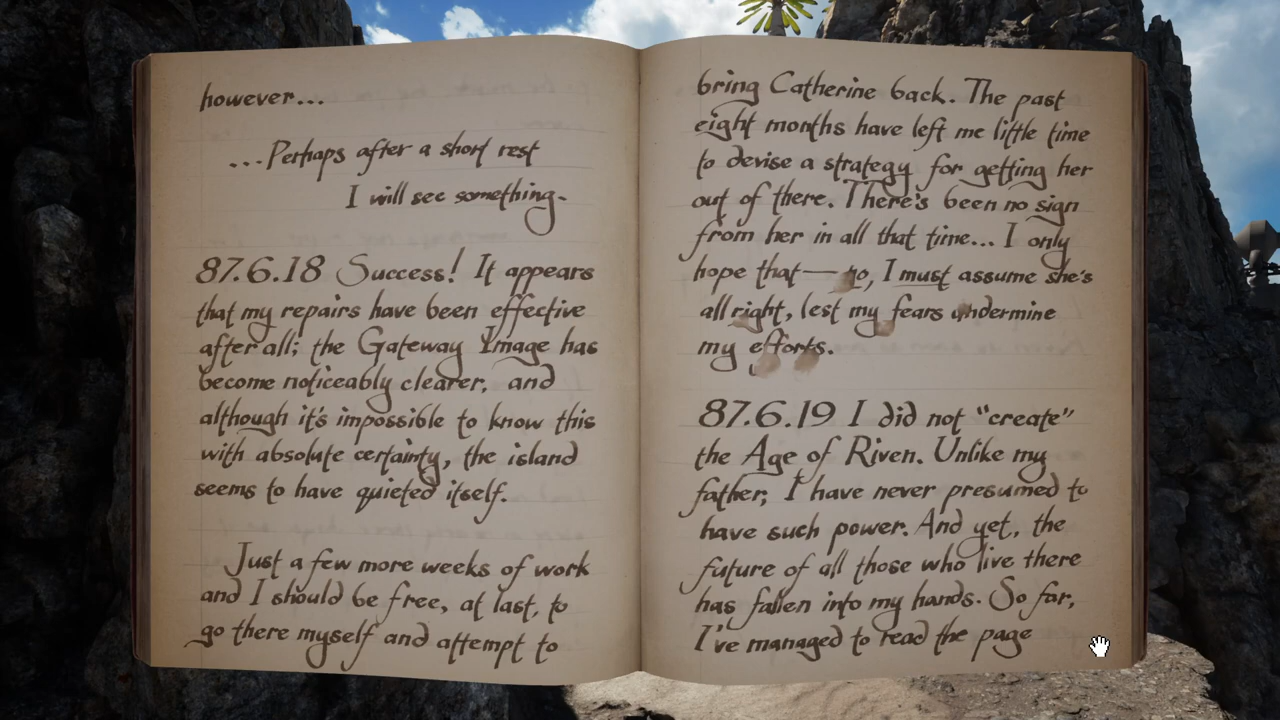 however...
...Perhaps after a short rest
I will see something.
87.6.18 Success! It appears
that my repairs have been effective
after all; the Gateway Image has
become noticeably clearer, and
although it's impossible to know this
with absolute certainty, the island
seems to have quieted itself.
Just a few more weeks of work
and I should be free, at last, to
go there myself and attempt to
bring Catherine back. The past
eight months have left me little time
to devise a strategy for getting her
out of there. There's been no sign
from her in all that time... I only
hope that — no, I must assume she's
all right, lest my fears undermine
my efforts.
87.6.19 I did not "create"
the Age of Riven. Unlike my
father, I have never presumed to
have such power. And yet, the
future of all those who live there
has fallen into my hands. So far,
I've managed to read the page